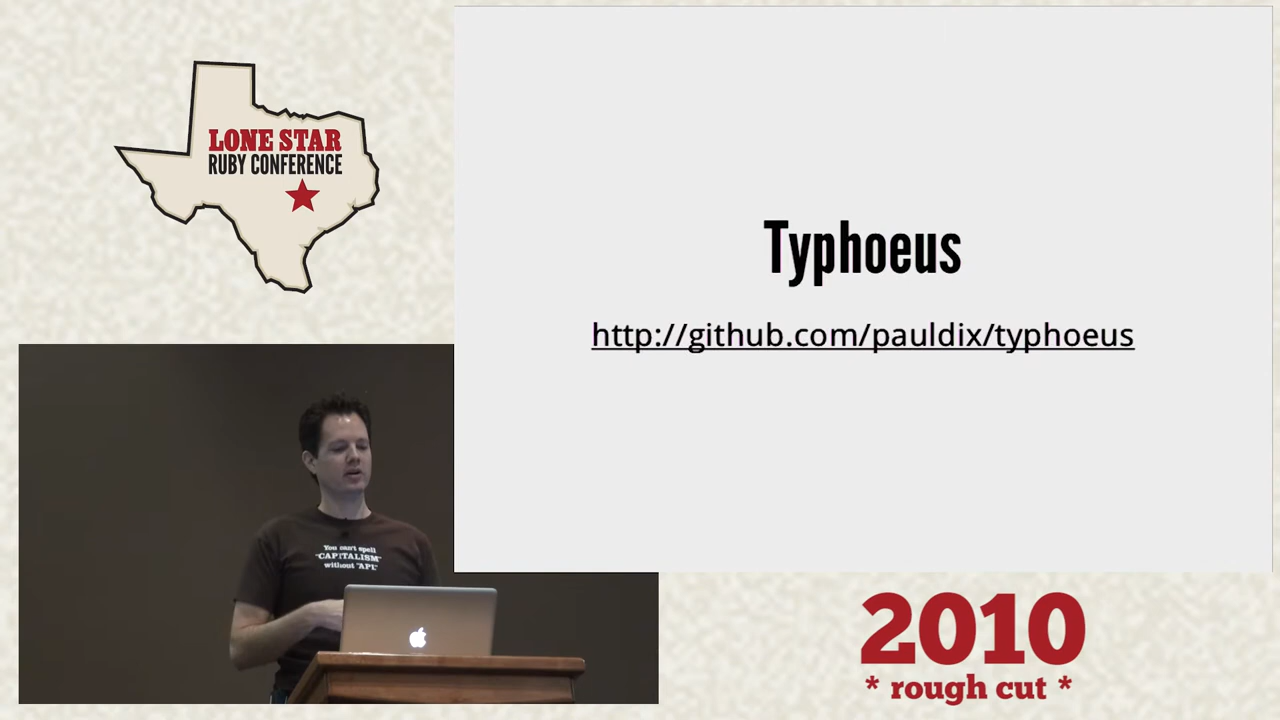 LONE STAR
RUBY CONFERENCE
Typhoeus
http://github.com/pauldix/typhoeus
You can't spell
"CAPITALISM"
without "API."
2010
* rough cut *